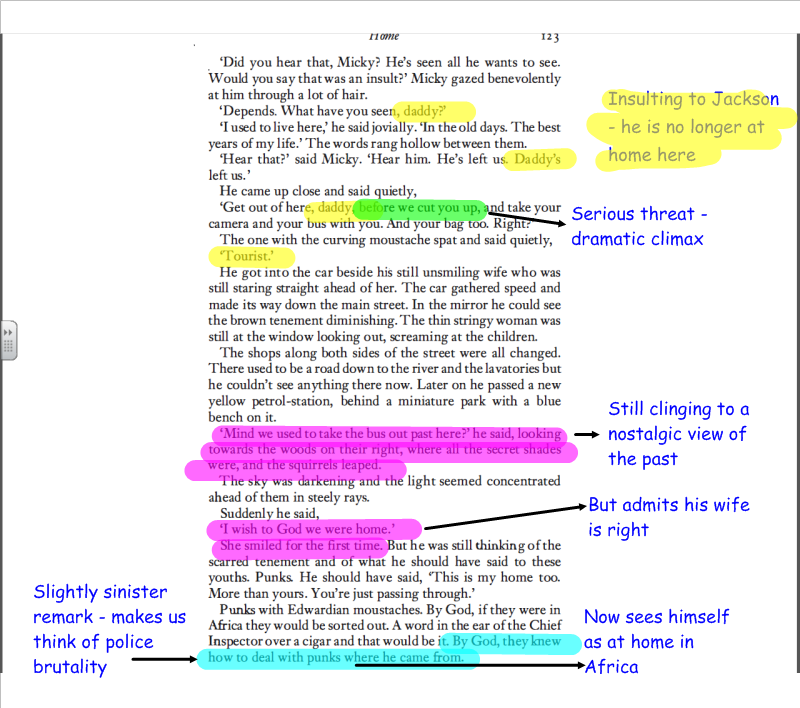 Home 123
‘Did you hear that, Micky? He’s seen all he wants to see.
Would you say that was an insult?’ Micky gazed benevolently
at him through a lot of hair.
‘Depends. What have you seen, daddy?’
‘I used to live here,’ he said jovially. ‘In the old days. The best
years of my life.’ The words rang hollow between them.
‘Hear that?’ said Micky. ‘Hear him. He’s left us. Daddy’s
left us.’
He came up close and said quietly,
‘Get out of here, daddy, before we cut you up, and take your
camera and your bus with you. And your bag too. Right?’
The one with the curving moustache spat and said quietly,
‘Tourist.’
He got into the car beside his still unsmiling wife who was
still staring straight ahead of her. The car gathered speed and
made its way down the main street. In the mirror he could see
the brown tenement diminishing. The thin stringy woman was
still at the window looking out, screaming at the children.
The shops along both sides of the street were all changed.
There used to be a road down to the river and the lavatories but
he couldn’t see anything there now. Later on he passed a new
yellow petrol-station, behind a miniature park with a blue
bench on it.
‘Mind we used to take the bus out past here?’ he said, looking
towards the woods on their right, where all the secret shades
were, and the squirrels leaped.
The sky was darkening and the light seemed concentrated
ahead of them in steely rays.
Suddenly he said,
‘I wish to God we were home.’
She smiled for the first time. But he was still thinking of the
scarred tenement and of what he should have said to these
youths. Punks. He should have said, ‘This is my home too.
More than yours. You’re just passing through.’
Punks with Edwardian moustaches. By God, if they were in
Africa they would be sorted out. A word in the ear of the Chief
Inspector over a cigar and that would be it. By God, they knew
how to deal with punks where he came from.
Insulting to Jackson
- he is no longer at
home here
Serious threat -
dramatic climax
Still clinging to a
nostalgic view of
the past
But admits his wife
is right
Slightly sinister
remark - makes us
think of police
brutality
Now sees himself
as at home in
Africa